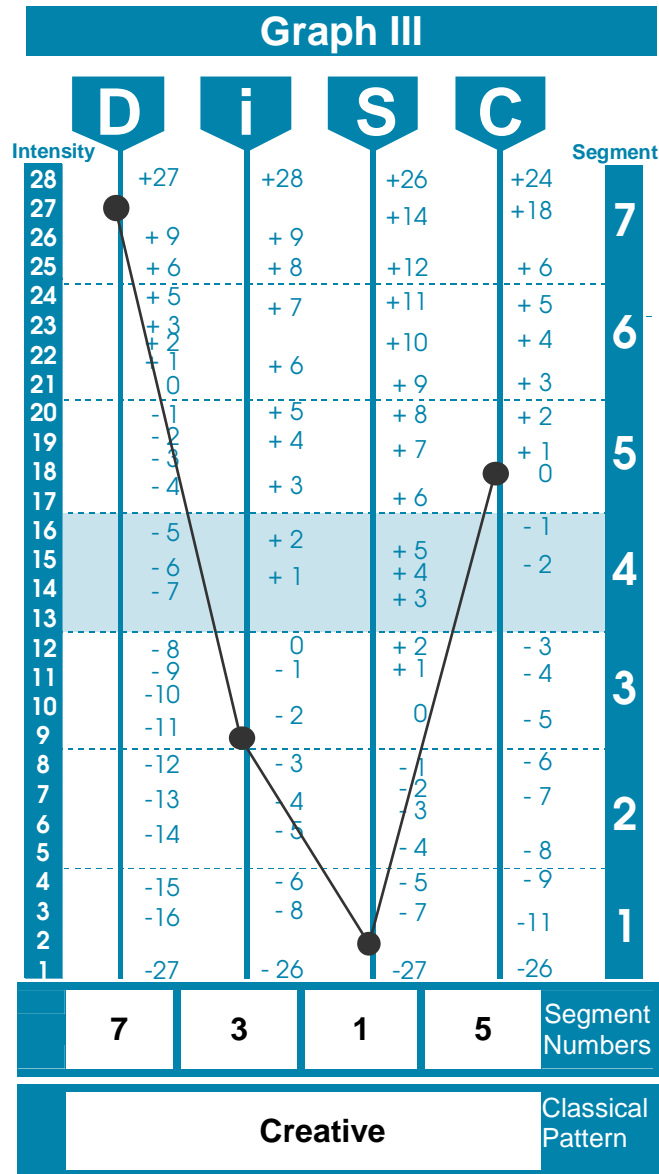 Graph III
D i S C
Intensity Segment
28 +27 +28 +26 +24
27 +14 +18 7
26 + 9 + 9
25 + 6 + 8 +12 + 6
24 + 5 + 7 +11 + 5
23 + 3 6
+ 2 +10 + 4
22 + 1 + 6
21 0 + 9 + 3
20 - 1 + 5 + 8 + 2
19 - 2 + 4 + 7 + 1 5
18 - 3 0
17 - 4 + 3 + 6
16 - 5 + 2 - 1
15 - 6 + 1 + 5 - 2 4
14 - 7 + 4
13 + 3
12 - 8 0 + 2 - 3
11 - 9 - 1 + 1 - 4 3
10 -10 - 2 0 - 5
9 -11
8 -12 - 3 - 1 - 6
7 -13 - 4 - 2 - 7 2
6 -14 - 5 - 3
5 - 4 - 8
4 -15 - 6 - 5 - 9
3 -16 - 8 - 7 -11 1
2
1 -27 - 26 -27 -26
7 3 1 5 Segment
Numbers
Creative Classical
Pattern